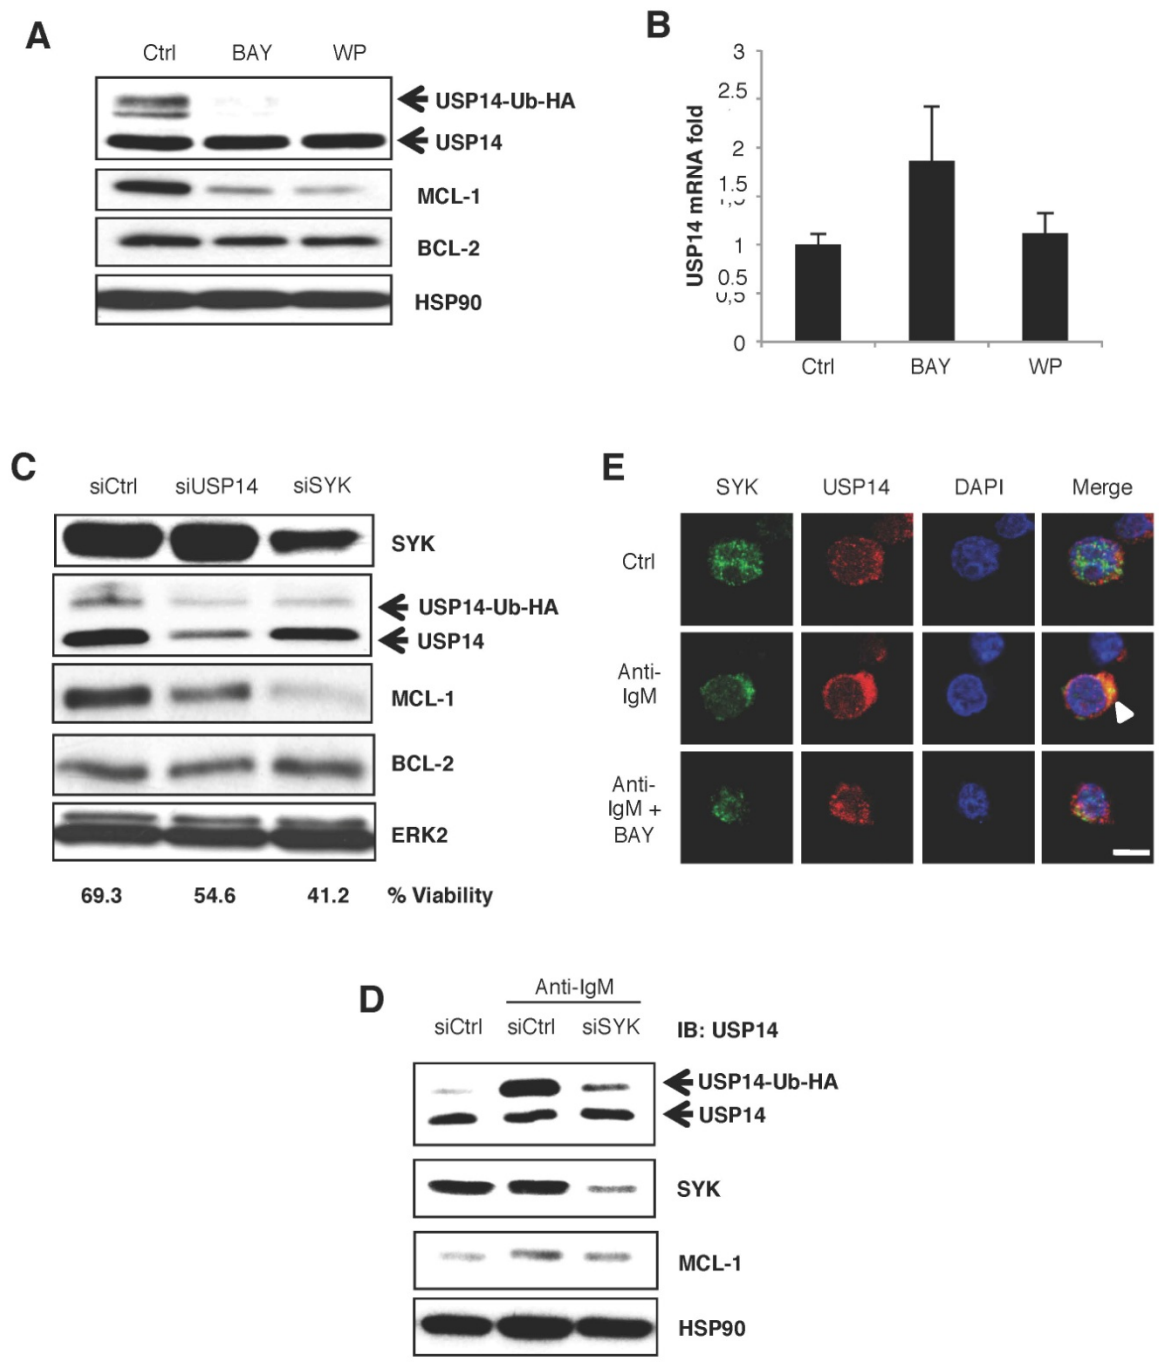 A
Ctrl BAY WP
USP14-Ub-HA
USP14
MCL-1
BCL-2
HSP90
B
USP14 mRNA fold
3
2.5
2
1.5
1
0.5
0
Ctrl BAY WP
C
siCtrl siUSP14 siSYK
SYK
USP14-Ub-HA
USP14
MCL-1
BCL-2
ERK2
69.3 54.6 41.2 % Viability
E
SYK USP14 DAPI Merge
Ctrl
Anti-
IgM
Anti-
IgM +
BAY
D
Anti-IgM
siCtrl siCtrl siSYK IB: USP14
USP14-Ub-HA
USP14
SYK
MCL-1
HSP90